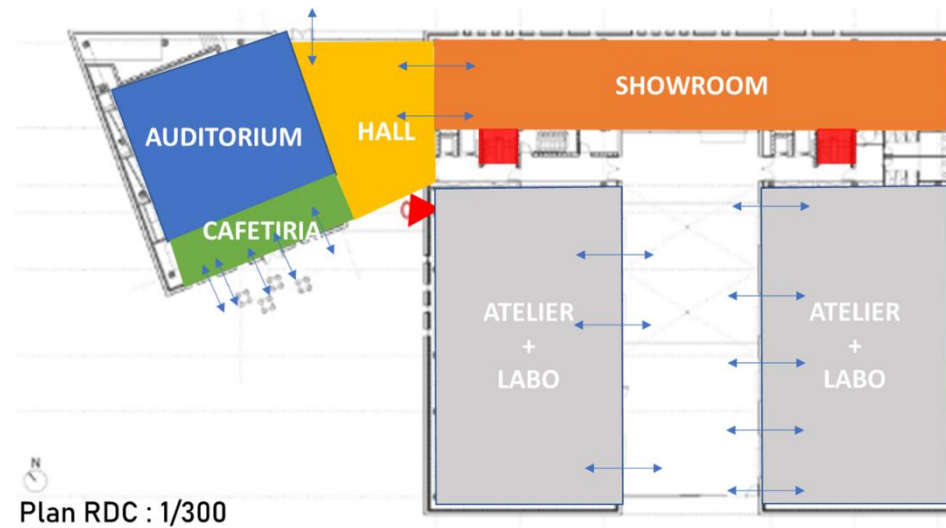 SHOWROOM
AUDITORIUM
HALL
CAFETIRIA
ATELIER
+
LABO
ATELIER
+
LABO
N
Plan RDC : 1/300